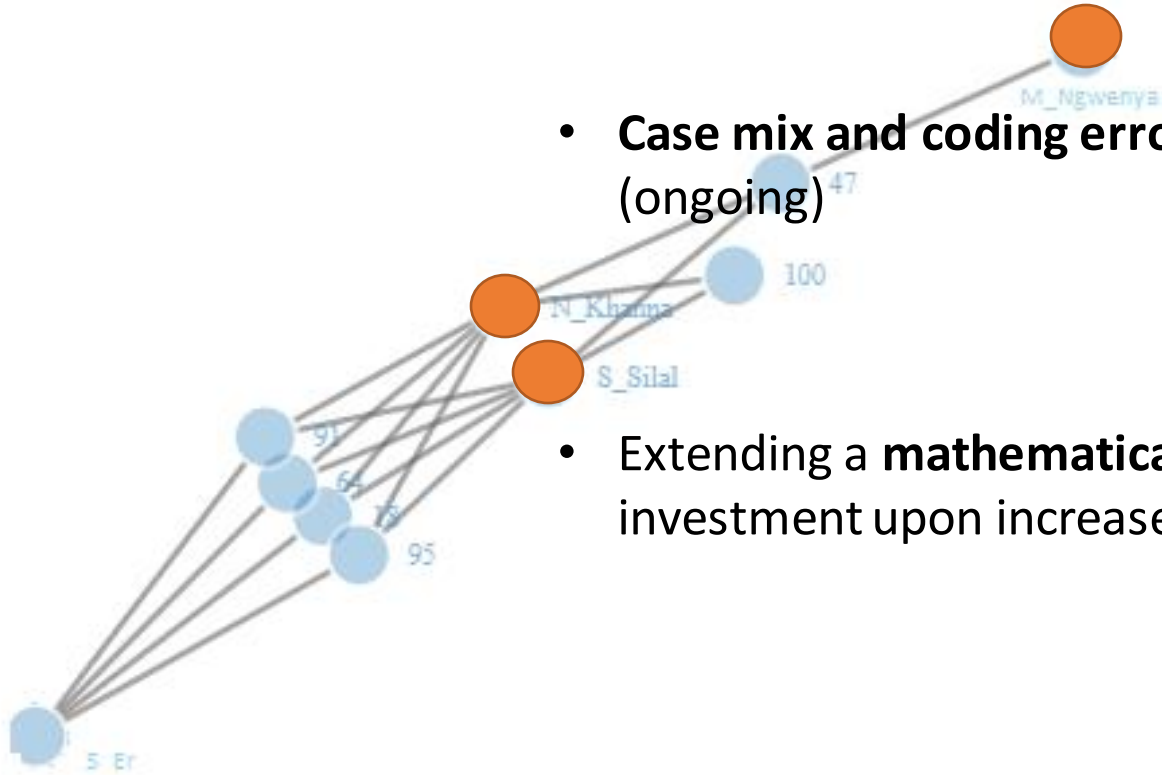 M_Ngwenya
• Case mix and coding erro
47
(ongoing)
100
N_Khanna
S_Silal
91
• Extending a mathematica
64
investment upon increase
95